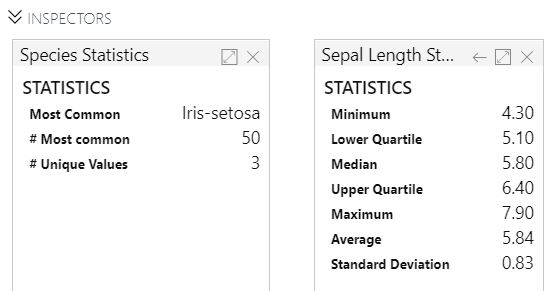 INSPECTORS
Species Statistics
STATISTICS
Most Common Iris-setosa
# Most common 50
# Unique Values 3
Sepal Length St...
STATISTICS
Minimum 4.30
Lower Quartile 5.10
Median 5.80
Upper Quartile 6.40
Maximum 7.90
Average 5.84
Standard Deviation 0.83